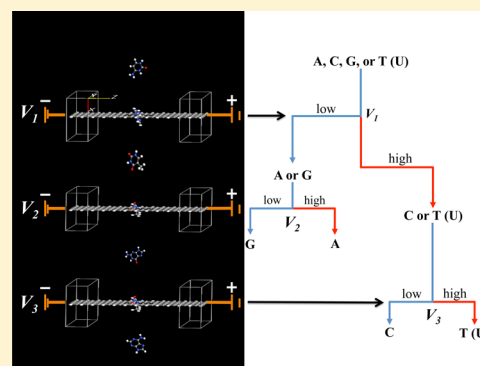 A, C, G, or T (U)
V1
low
V1
high
A or G
V2
low
high
V2
G
A
C or T (U)
V3
low
high
V3
C
T (U